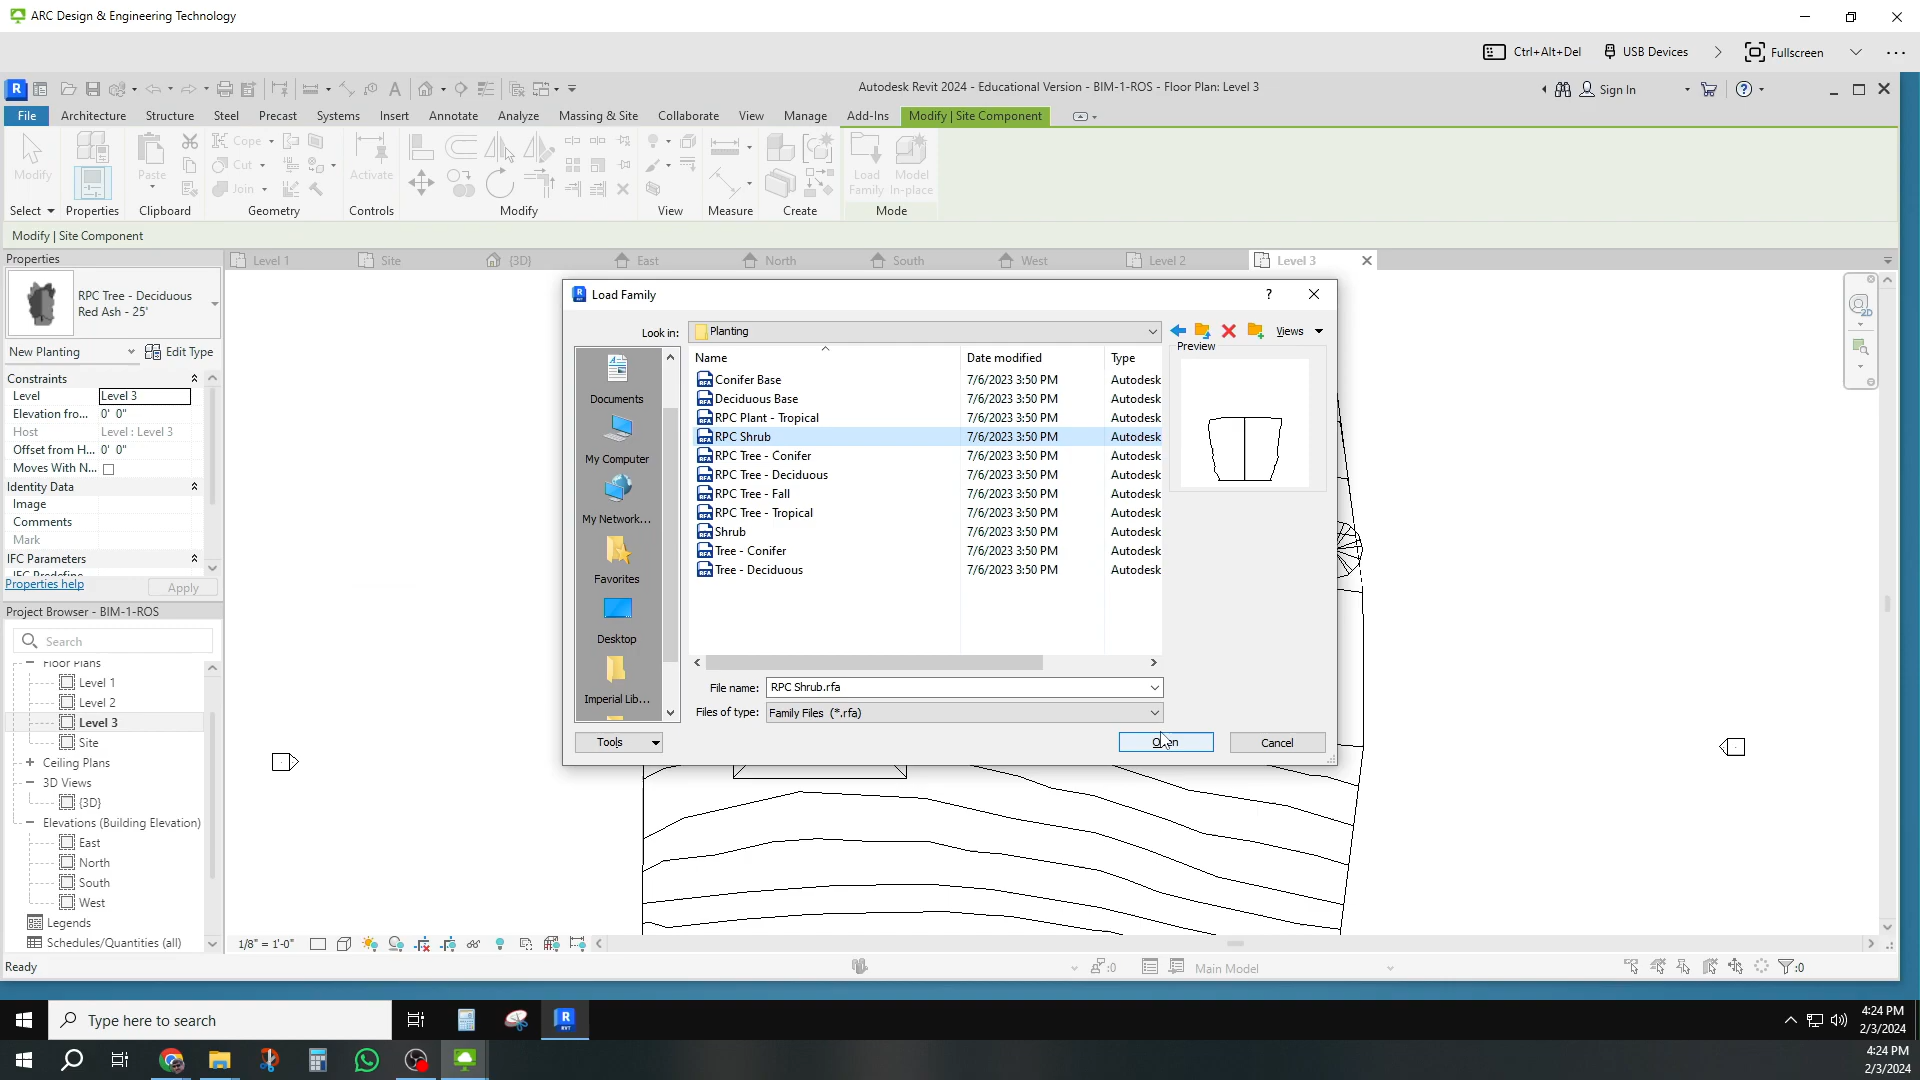 ARC Design & Engineering Technology
Ctrl+Alt+Del
USB Devices
Fullscreen
Autodesk Revit 2024 - Educational Version - BIM-1-ROS - Floor Plan: Level 3
Sign In
File
Architecture
Structure
Steel
Precast
Systems
Insert
Annotate
Analyze
Massing & Site
Collaborate
View
Manage
Add-Ins
Modify | Site Component
Modify
Properties
Paste
Cope
Cut
Join
Activate
Load
Family
Model
In-place
Select
Properties
Clipboard
Geometry
Controls
Modify
View
Measure
Create
Mode
Modify | Site Component
Properties
Level 1
Site
{3D}
East
North
South
West
Level 2
Level 3
RPC Tree - Deciduous
Red Ash - 25'
New Planting
Edit Type
Constraints
Level
Level 3
Elevation fro...
0' 0"
Host
Level : Level 3
Offset from H...
0' 0"
Moves With N...
Identity Data
Image
Comments
Mark
IFC Parameters
Properties help
Apply
Project Browser - BIM-1-ROS
Search
Floor Plans
Level 1
Level 2
Level 3
Site
Ceiling Plans
3D Views
{3D}
Elevations (Building Elevation)
East
North
South
West
Legends
Schedules/Quantities (all)
Load Family
Look in:
Planting
Views
Documents
My Computer
My Network...
Favorites
Desktop
Imperial Lib...
Name
Date modified
Type
Conifer Base 7/6/2023 3:50 PM Autodesk
Deciduous Base 7/6/2023 3:50 PM Autodesk
RPC Plant - Tropical 7/6/2023 3:50 PM Autodesk
RPC Shrub 7/6/2023 3:50 PM Autodesk
RPC Tree - Conifer 7/6/2023 3:50 PM Autodesk
RPC Tree - Deciduous 7/6/2023 3:50 PM Autodesk
RPC Tree - Fall 7/6/2023 3:50 PM Autodesk
RPC Tree - Tropical 7/6/2023 3:50 PM Autodesk
Shrub 7/6/2023 3:50 PM Autodesk
Tree - Conifer 7/6/2023 3:50 PM Autodesk
Tree - Deciduous 7/6/2023 3:50 PM Autodesk
Preview
File name:
RPC Shrub.rfa
Files of type:
Family Files (*.rfa)
Tools
Open
Cancel
1/8" = 1'-0"
Ready
:0
Main Model
:0
Type here to search
4:24 PM
2/3/2024
4:24 PM
2/3/2024